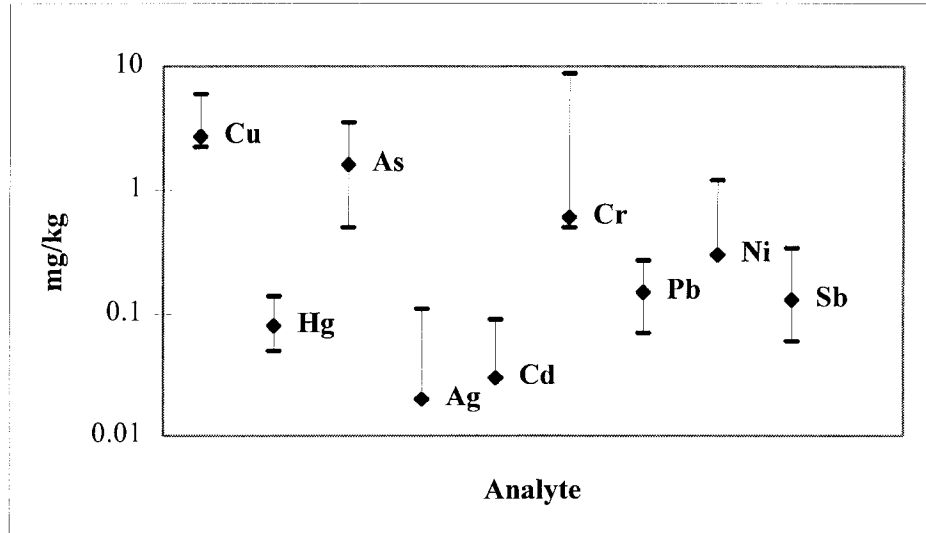 10
Cu
As
1
mg/kg
Cr
Ni
Pb
Sb
0.1
Hg
Cd
Ag
0.01
Analyte